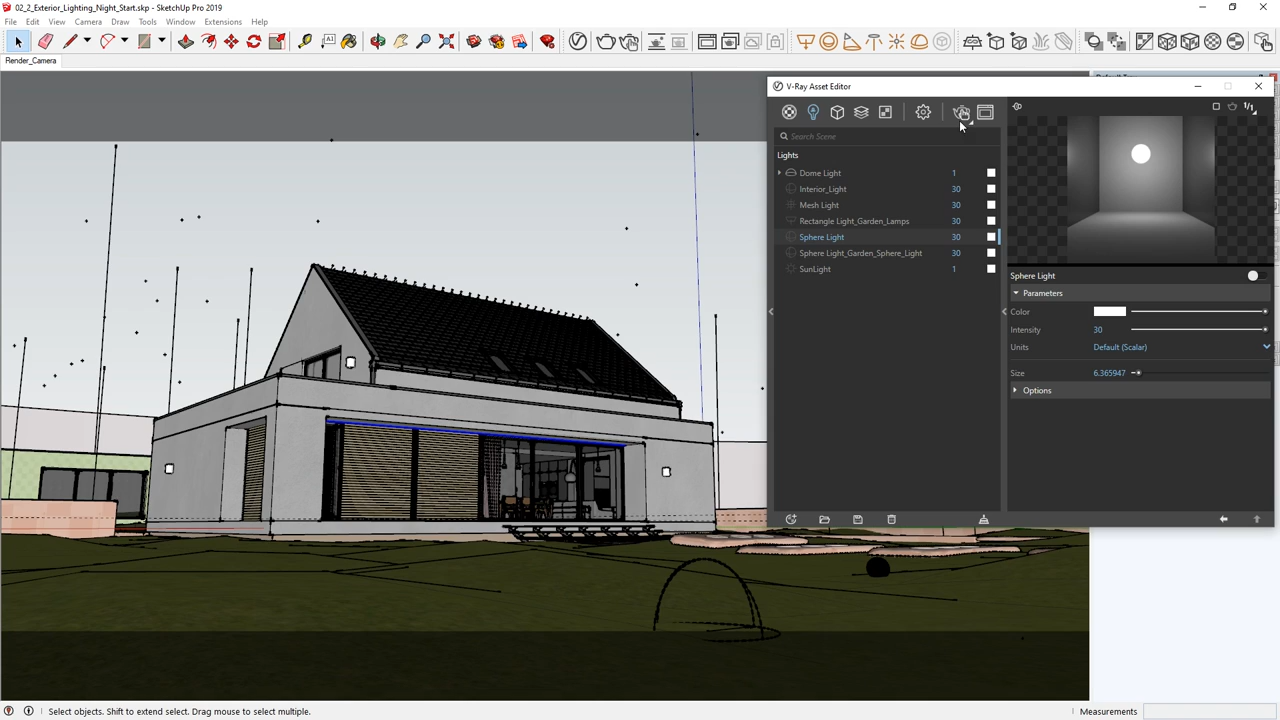 02_2_Exterior_Lighting_Night_Start.skp - SketchUp Pro 2019
File Edit View Camera Draw Tools Window Extensions Help
Render_Camera
V-Ray Asset Editor
Search Scene
Lights
Dome Light 1
Interior_Light 30
Mesh Light 30
Rectangle Light_Garden_Lamps 30
Sphere Light 30
Sphere Light_Garden_Sphere_Light 30
SunLight 1
1/1
Sphere Light
Parameters
Color
Intensity 30
Units Default (Scalar)
Size 6.365947
Options
Select objects. Shift to extend select. Drag mouse to select multiple.
Measurements